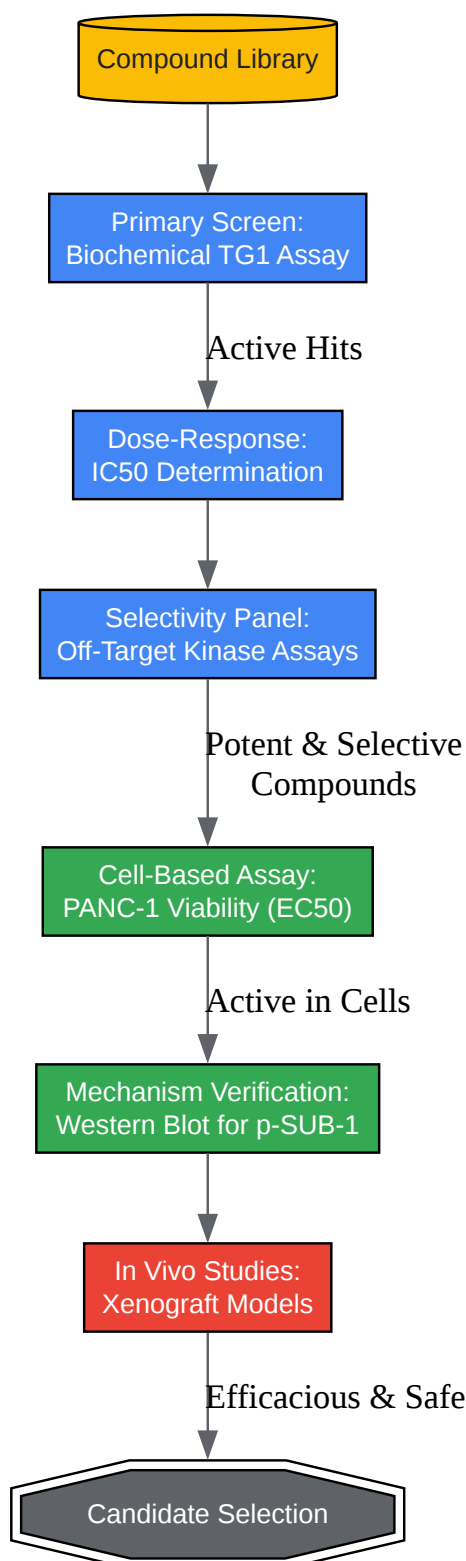 Compound Library
Primary Screen:
Biochemical TG1 Assay
Active Hits
Dose-Response:
IC50 Determination
Selectivity Panel:
Off-Target Kinase Assays
Potent & Selective
Compounds
Cell-Based Assay:
PANC-1 Viability (EC50)
Active in Cells
Mechanism Verification:
Western Blot for p-SUB-1
In Vivo Studies:
Xenograft Models
Efficacious & Safe
Candidate Selection